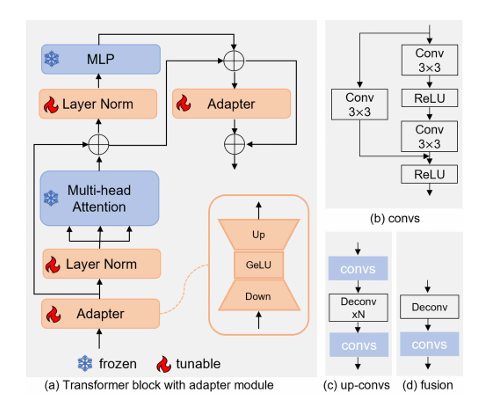 MLP
Layer Norm
Adapter
Multi-head
Attention
Layer Norm
Adapter
Up
GeLU
Down
frozen
tunable
(a) Transformer block with adapter module
Conv
3×3
ReLU
Conv
3×3
Conv
3×3
ReLU
(b) convs
convs
Deconv
xN
convs
(c) up-convs
Deconv
convs
(d) fusion